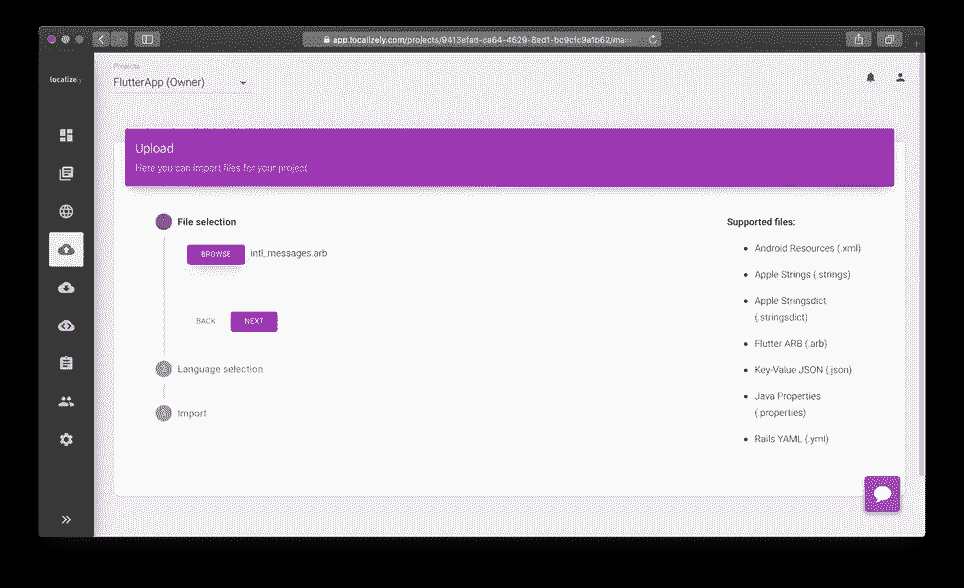 app.localizely.com/projects/9413efad-ca64-4629-8ed1-bc9cfc9a1b62/ma...
localizely
Projects
FlutterApp (Owner)
Upload
Here you can import files for your project
File selection
BROWSE intl_messages.arb
BACK NEXT
Language selection
Import
Supported files:
Android Resources (.xml)
Apple Strings (.strings)
Apple Stringsdict
(.stringsdict)
Flutter ARB (.arb)
Key-Value JSON (.json)
Java Properties
(.properties)
Rails YAML (.yml)